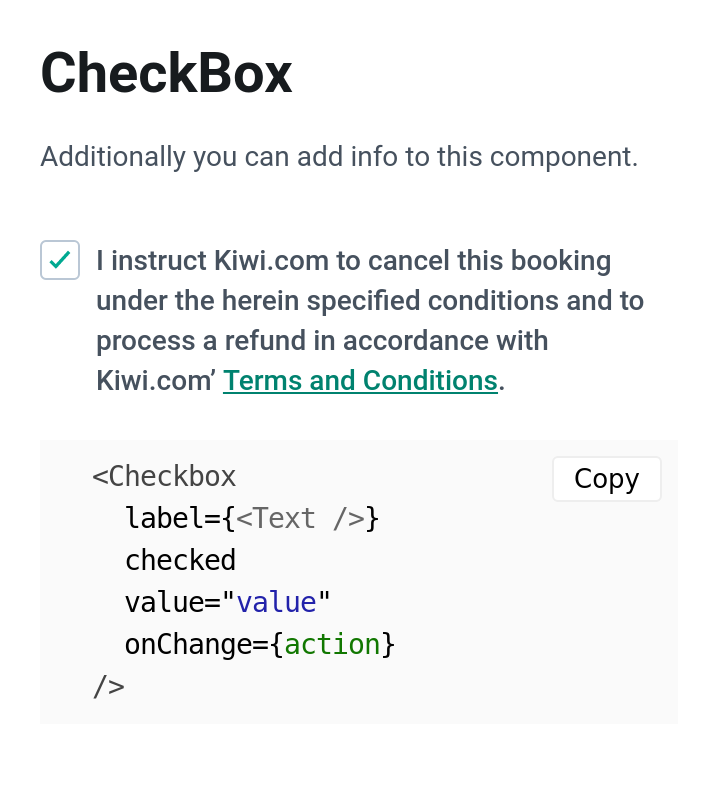 CheckBox
Additionally you can add info to this component.
I instruct Kiwi.com to cancel this booking
under the herein specified conditions and to
process a refund in accordance with
Kiwi.com’ Terms and Conditions.
Copy
<Checkbox
  label={<Text />}
  checked
  value="value"
  onChange={action}
/>